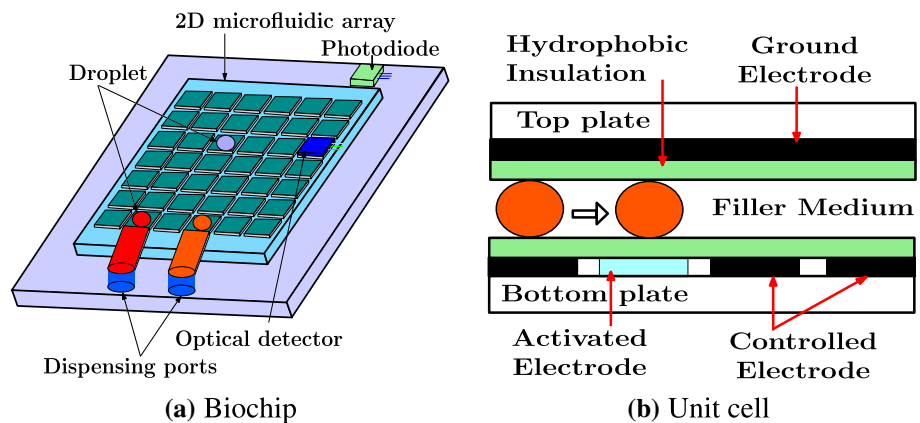 2D microfluidic array
Photodiode
Droplet
Optical detector
Dispensing ports
(a) Biochip
Hydrophobic
Insulation
Ground
Electrode
Top plate
Filler Medium
Bottom plate
Activated
Electrode
Controlled
Electrode
(b) Unit cell